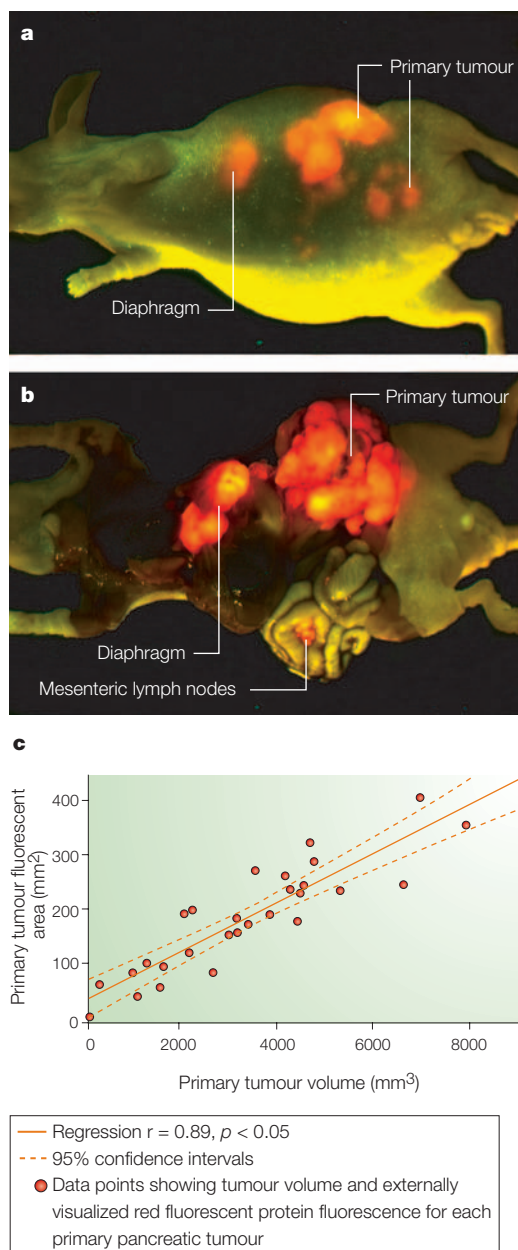 a
Primary tumour
Diaphragm
b
Primary tumour
Diaphragm
Mesenteric lymph nodes
c
Primary tumour fluorescent
area (mm²)
400
300
200
100
0
0 2000 4000 6000 8000
Primary tumour volume (mm³)
Regression r = 0.89, p < 0.05
95% confidence intervals
Data points showing tumour volume and externally
visualized red fluorescent protein fluorescence for each
primary pancreatic tumour